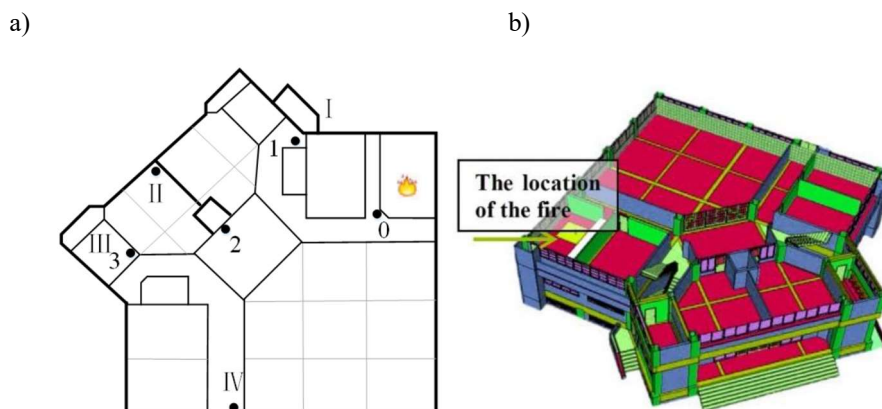 a)
b)
I
1
II
The location
of the fire
0
2
III
3
IV